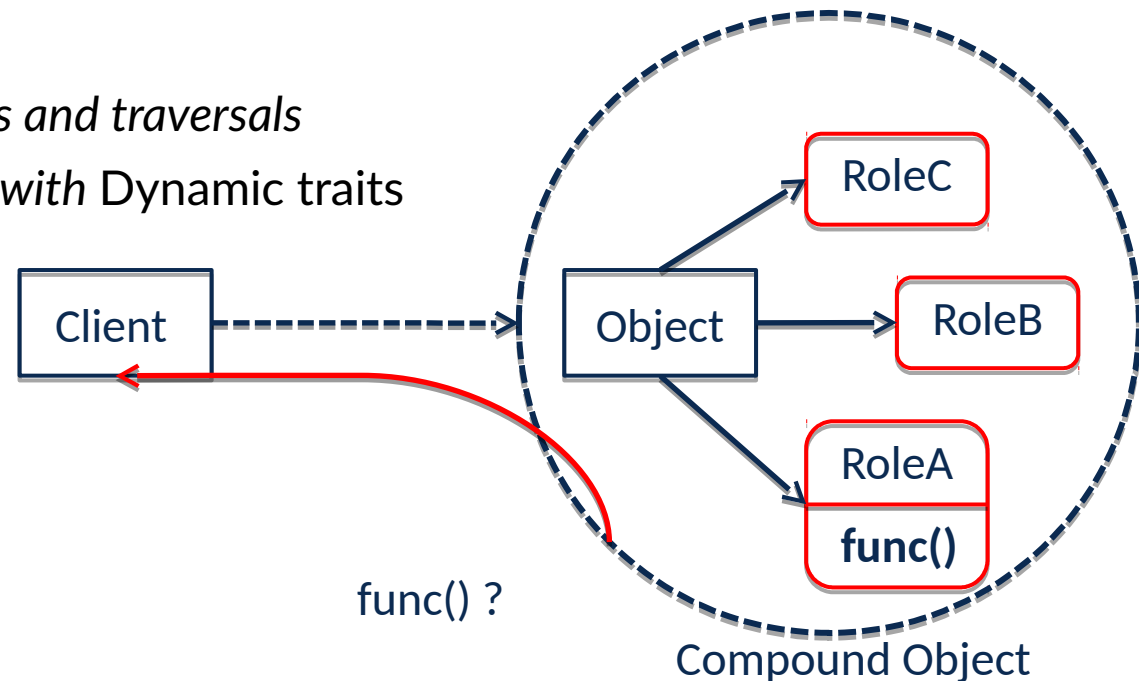 s and traversals
with Dynamic traits
RoleC
Client
Object
RoleB
RoleA
func()
func() ?
Compound Object